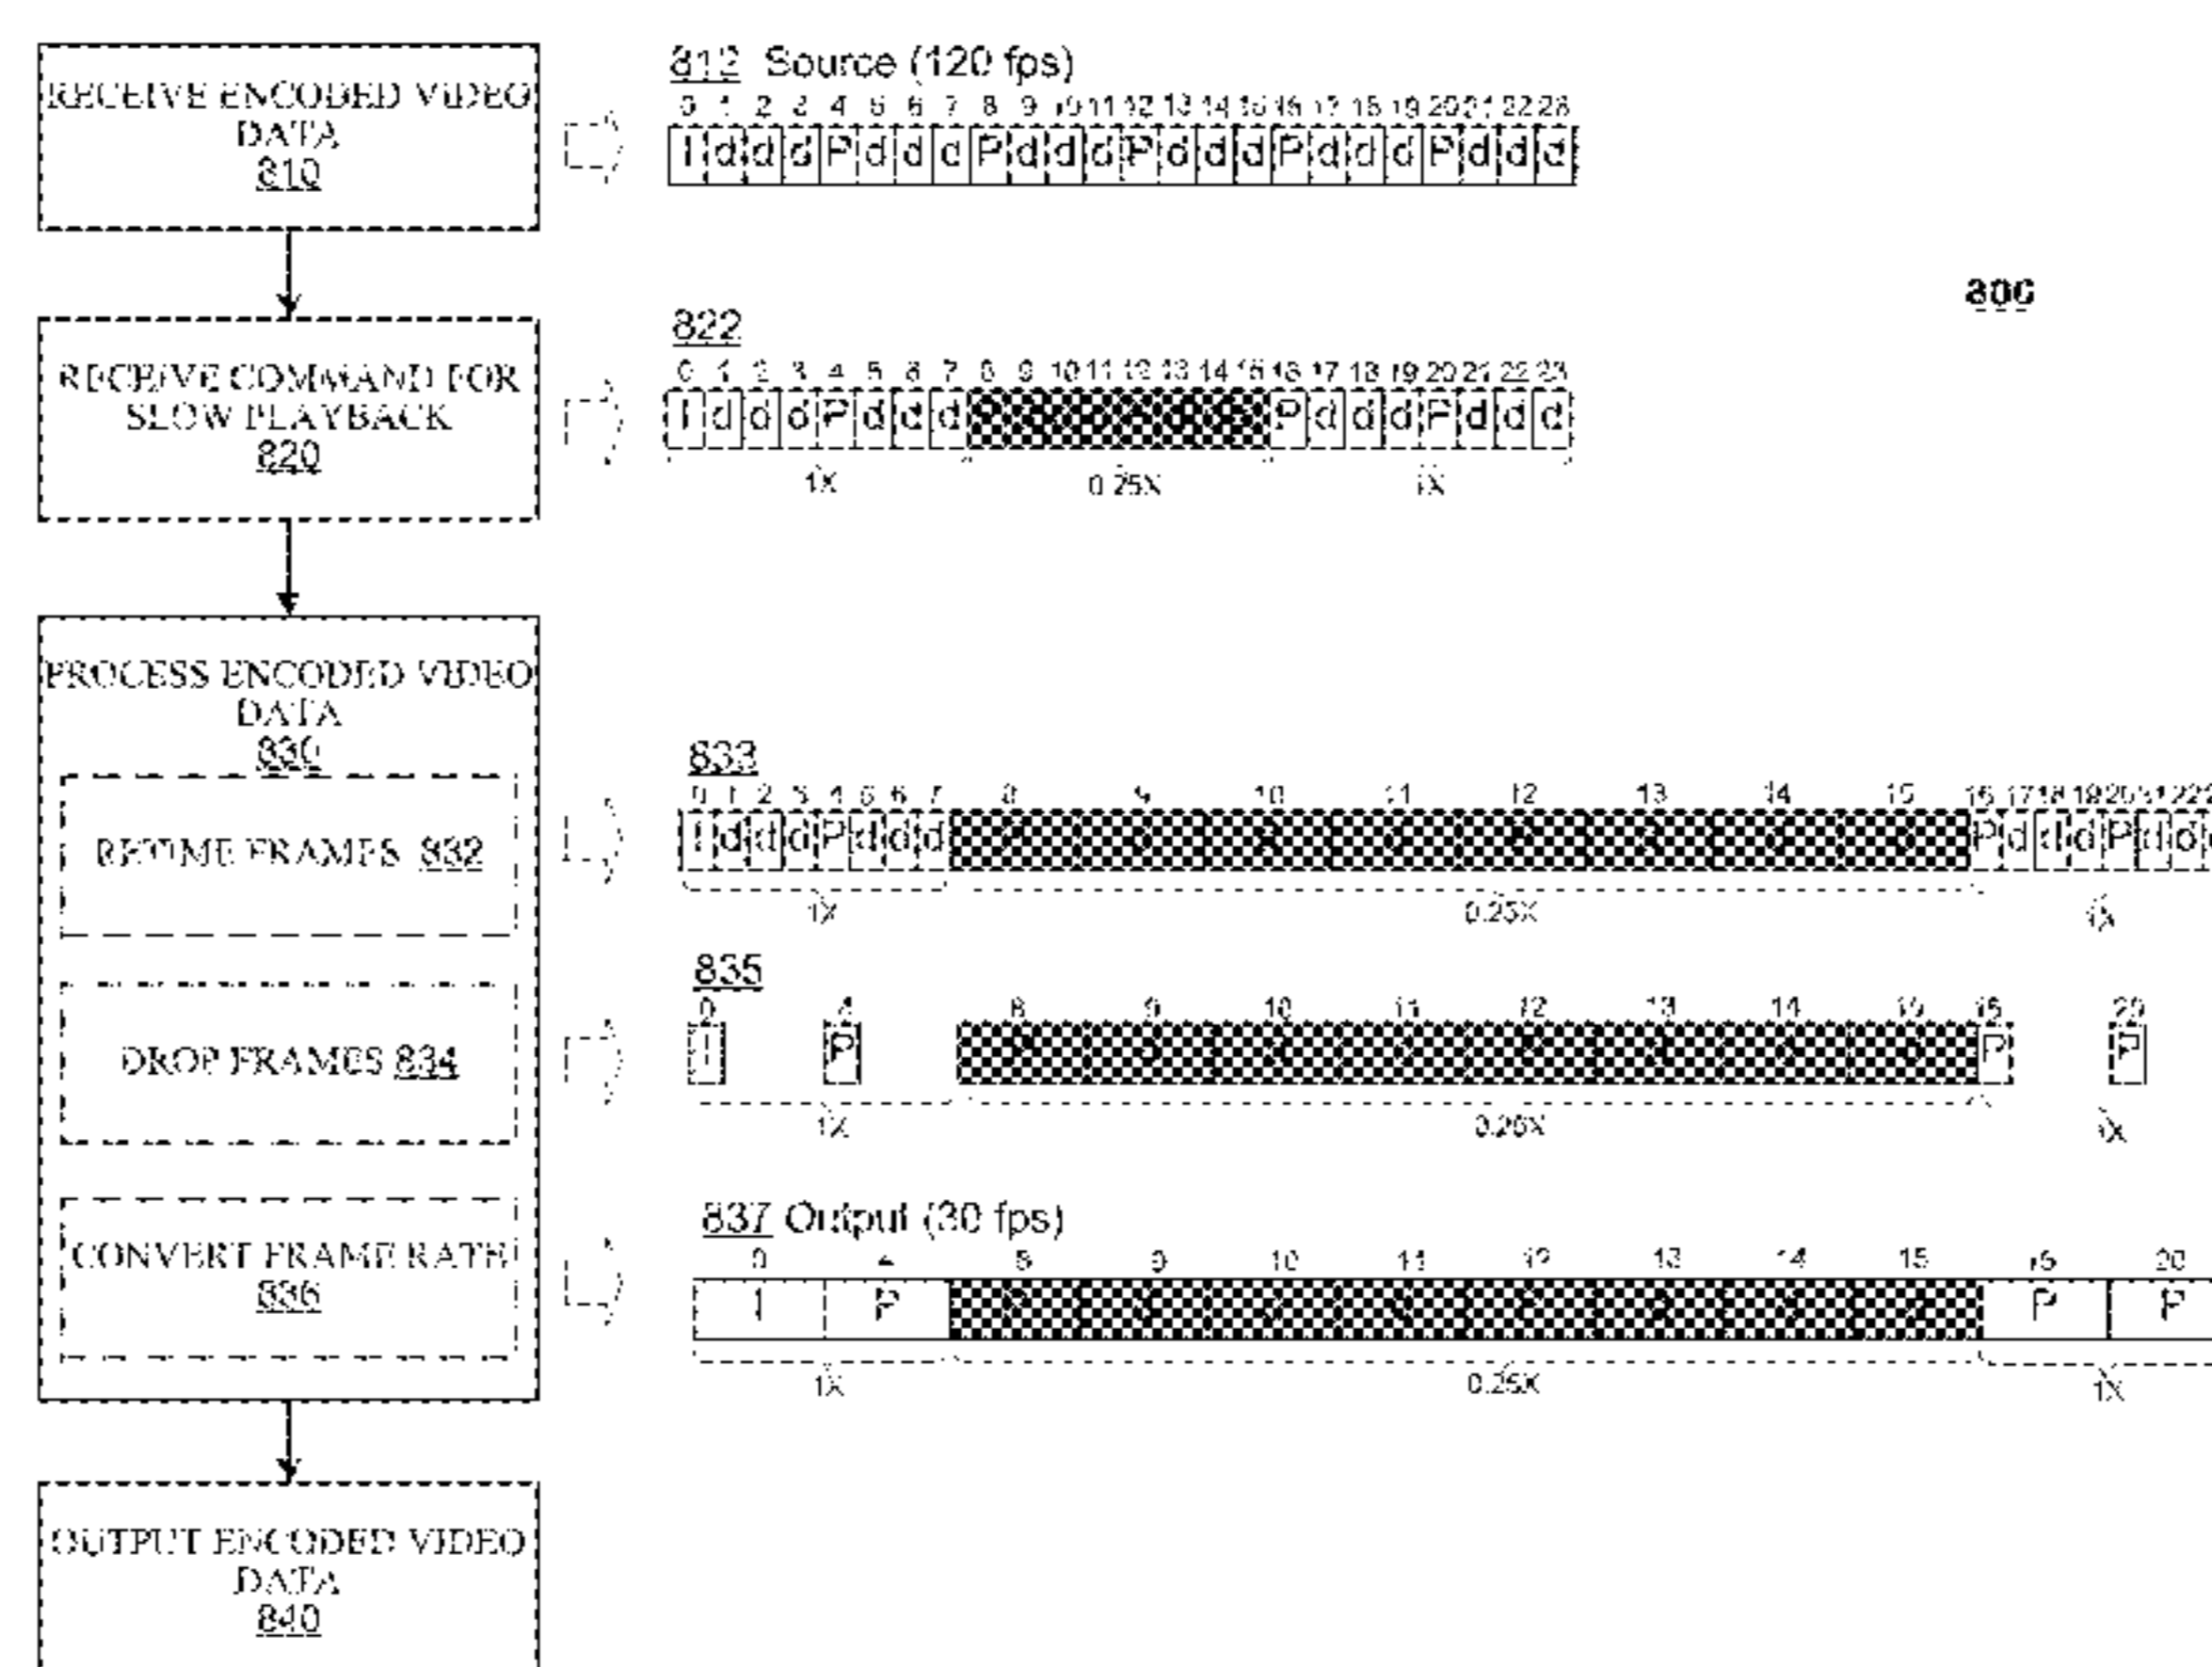 RECEIVE ENCODED VIDEO
DATA
810
812 Source (120 fps)
0 1 2 3 4 5 6 7 8 9 10 11 12 13 14 15 16 17 18 19 20 21 22 23
I d d d P d d d P d d d P d d d P d d d P d d d
800
RECEIVE COMMAND FOR
SLOW PLAYBACK
820
822
0 1 2 3 4 5 6 7 8 9 10 11 12 13 14 15 16 17 18 19 20 21 22 23
I d d d P d d d P d d d P d d d
1X 0.25X 1X
PROCESS ENCODED VIDEO
DATA
830
RETIME FRAMES 832
833
0 1 2 3 4 5 6 7 8 9 10 11 12 13 14 15 16 17 18 19 20 21 22
I d d d P d d d P P P d d d P d d
1X 0.25X 1X
DROP FRAMES 834
835
0 4 8 9 10 11 12 13 14 15 16 20
I P P P P P
1X 0.25X 1X
CONVERT FRAME RATE
836
837 Output (30 fps)
0 4 8 9 10 11 12 13 14 15 16 20
I P P P P P
1X 0.25X 1X
OUTPUT ENCODED VIDEO
DATA
840